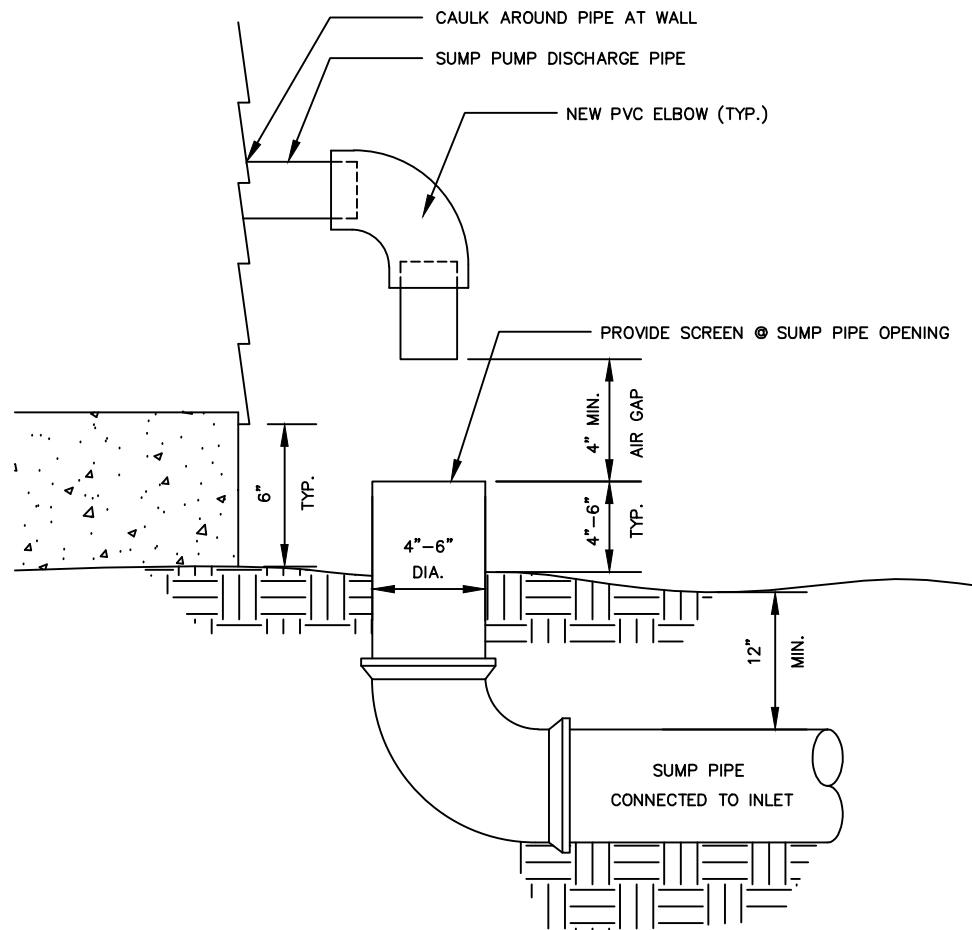 CAULK AROUND PIPE AT WALL
SUMP PUMP DISCHARGE PIPE
NEW PVC ELBOW (TYP.)
PROVIDE SCREEN @ SUMP PIPE OPENING
4" MIN.
AIR GAP
6"
TYP.
4"-6"
TYP.
4"-6"
DIA.
12"
MIN.
SUMP PIPE
CONNECTED TO INLET